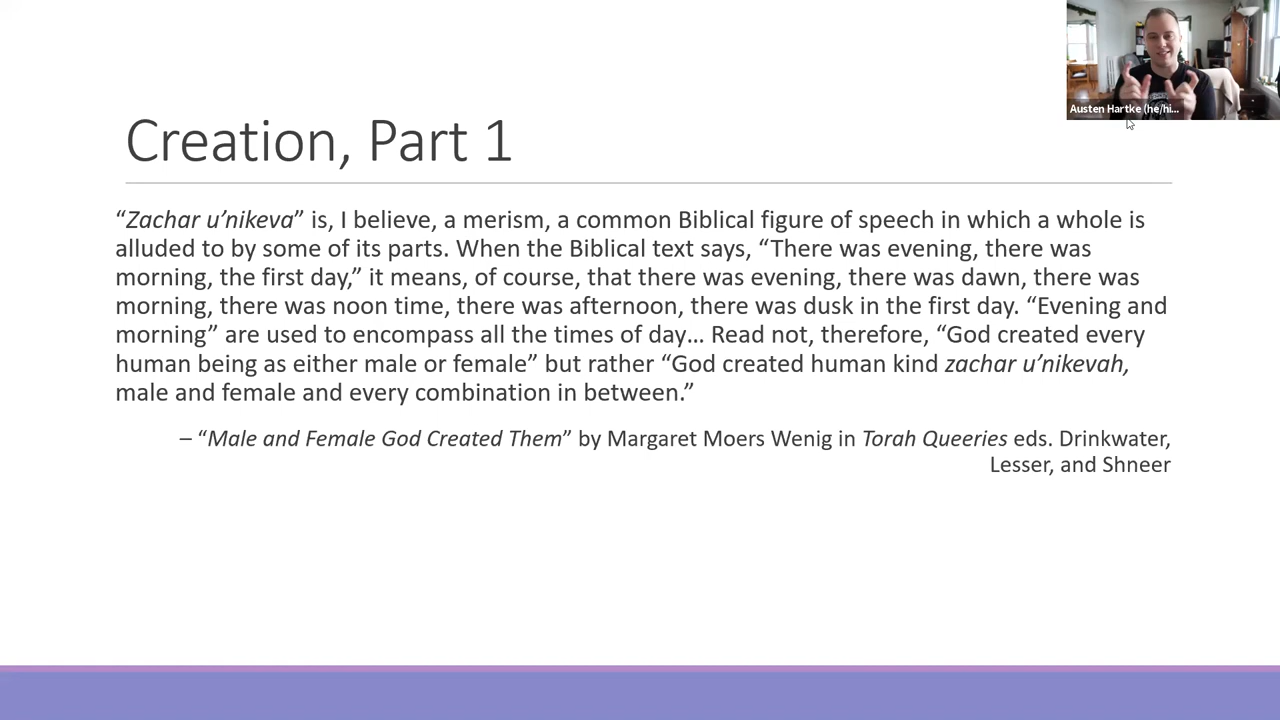 Austen Hartke (he/hi...
Creation, Part 1
“Zachar u’nikeva” is, I believe, a merism, a common Biblical figure of speech in which a whole is
alluded to by some of its parts. When the Biblical text says, “There was evening, there was
morning, the first day,” it means, of course, that there was evening, there was dawn, there was
morning, there was noon time, there was afternoon, there was dusk in the first day. “Evening and
morning” are used to encompass all the times of day… Read not, therefore, “God created every
human being as either male or female” but rather “God created human kind zachar u’nikevah,
male and female and every combination in between.”
– “Male and Female God Created Them” by Margaret Moers Wenig in Torah Queeries eds. Drinkwater,
Lesser, and Shneer